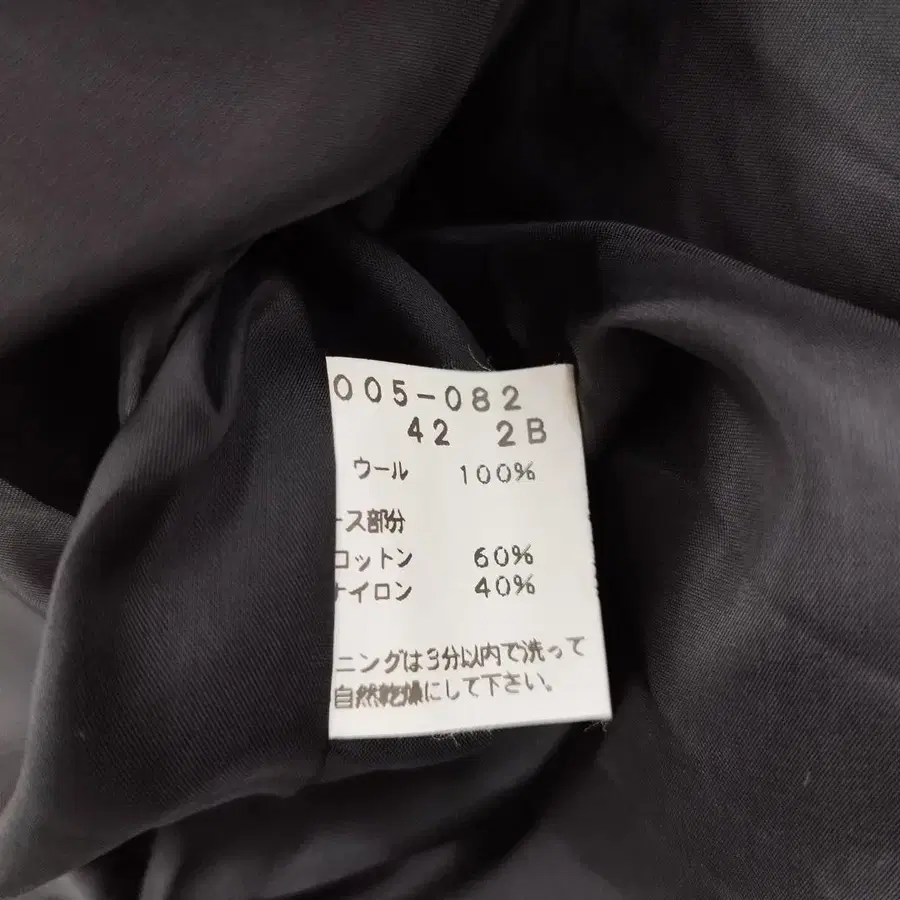 005-082
42 2B
ウール 100%
ース部分
コットン 60%
ナイロン 40%
ニングは3分以内で洗って
自然乾燥にして下さい。